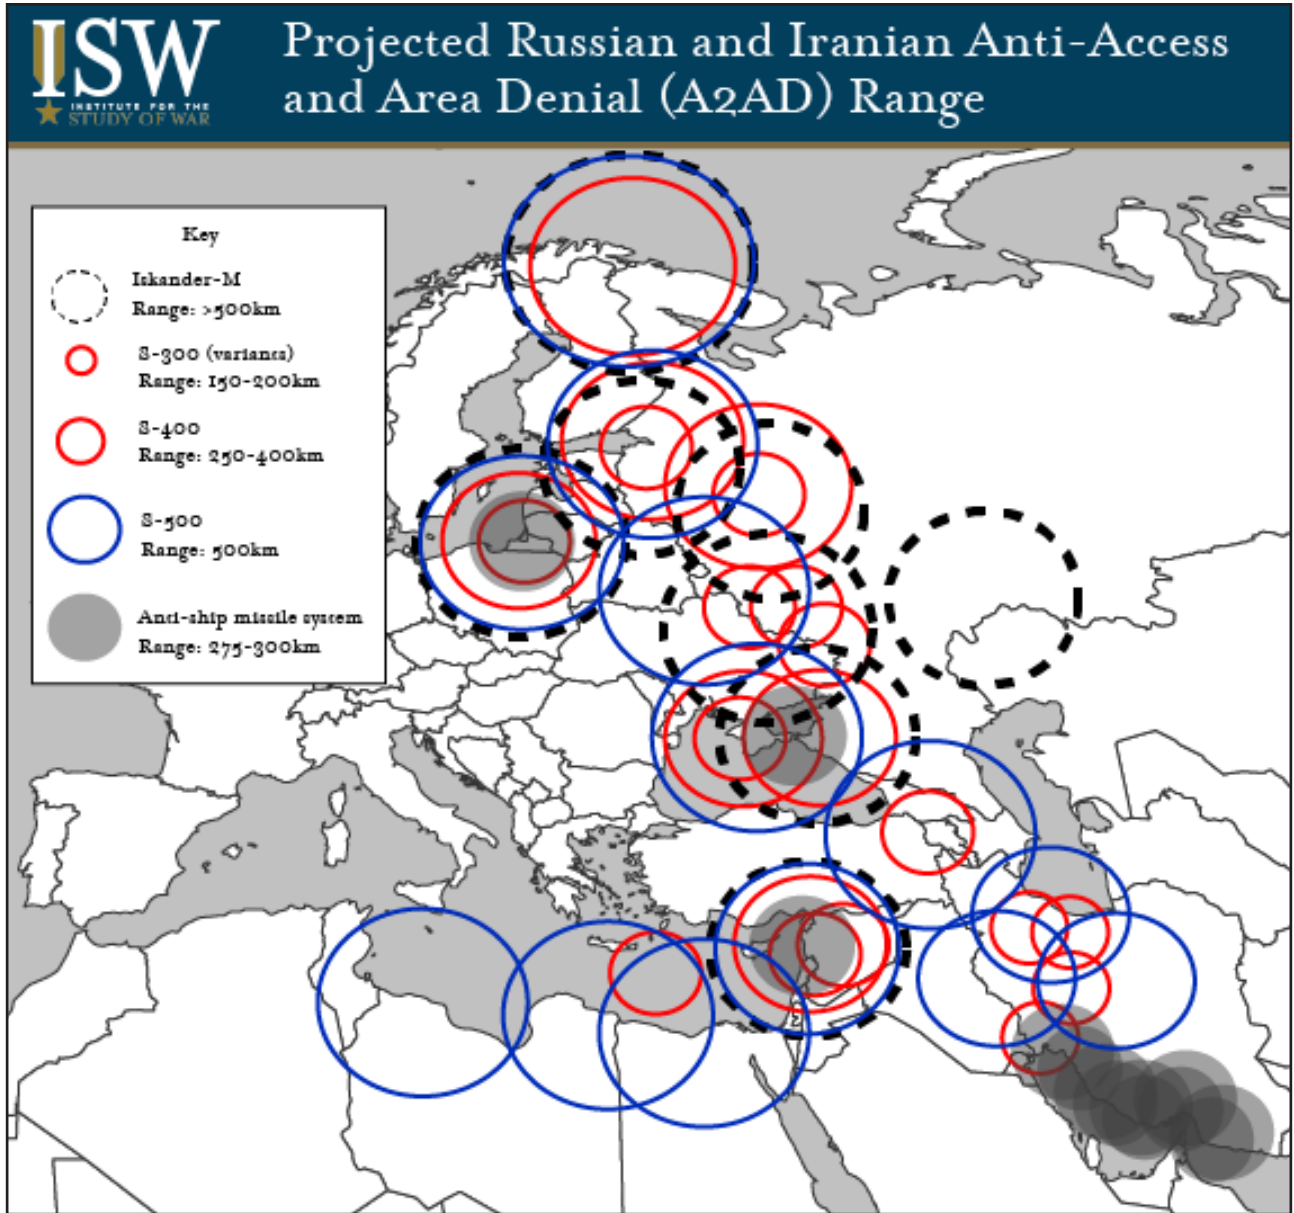 ISW
INSTITUTE FOR THE
STUDY OF WAR
Projected Russian and Iranian Anti-Access
and Area Denial (A2AD) Range
Key
Iskander-M
Range: >500km
S-300 (variants)
Range: 150-200km
S-400
Range: 250-400km
S-500
Range: 500km
Anti-ship missile system
Range: 275-300km